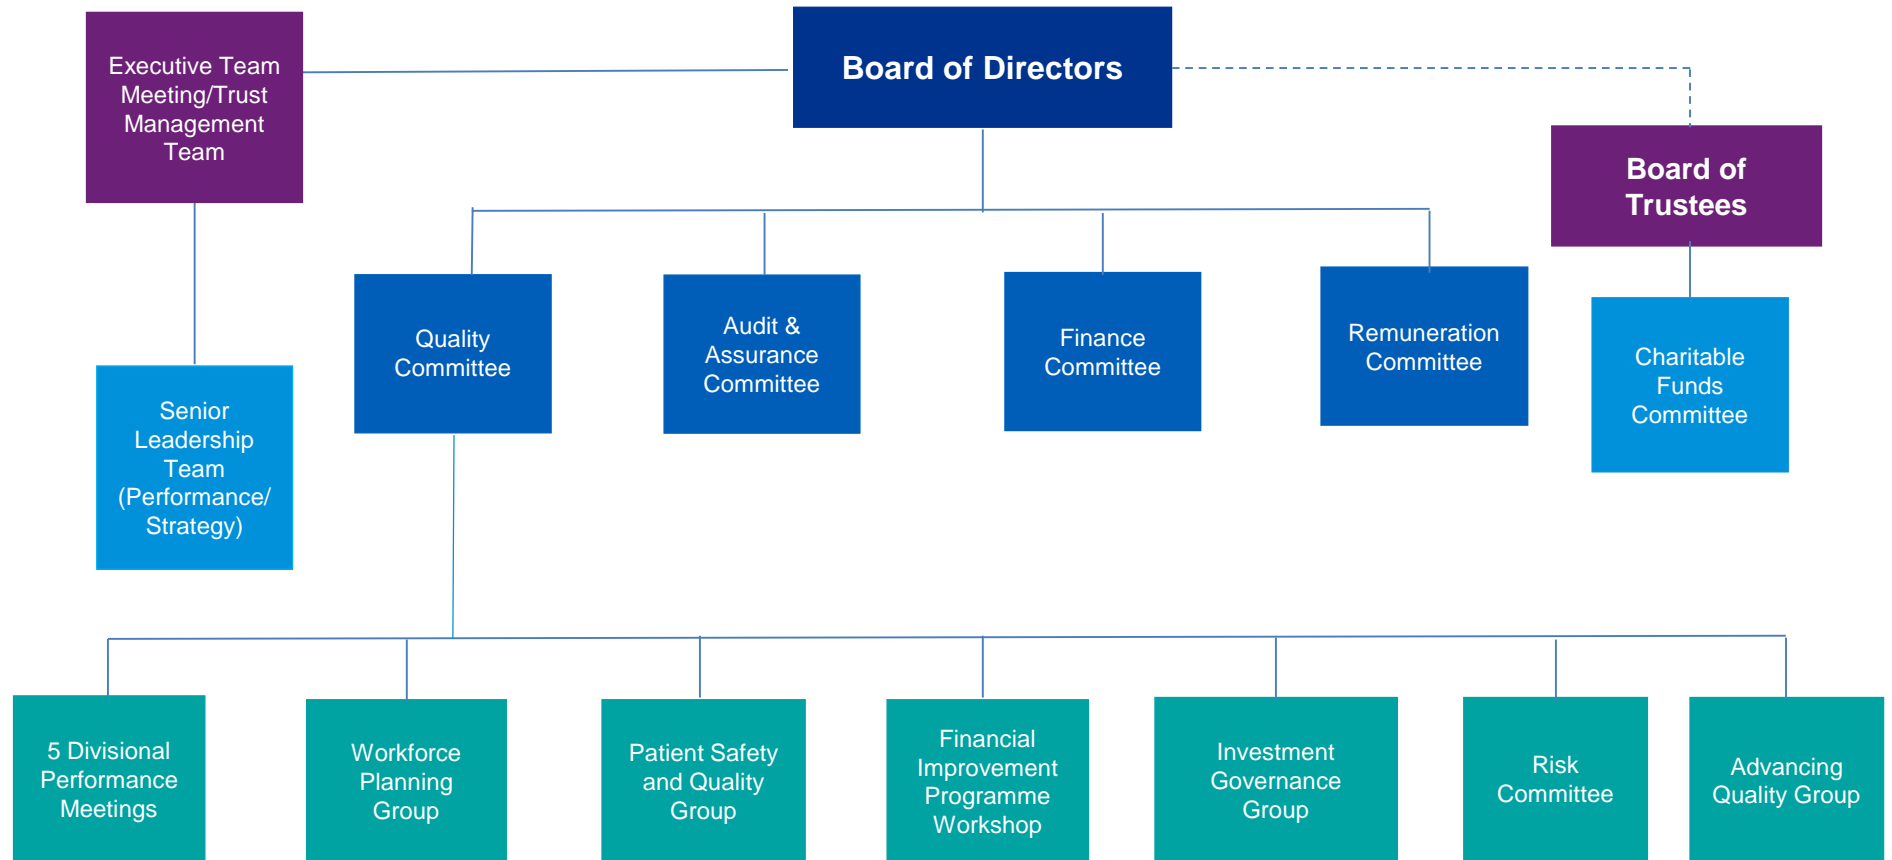 Executive Team
Meeting/Trust
Management
Team
Board of Directors
Board of
Trustees
Quality
Committee
Audit &
Assurance
Committee
Finance
Committee
Remuneration
Committee
Charitable
Funds
Committee
Senior
Leadership
Team
(Performance/
Strategy)
5 Divisional
Performance
Meetings
Workforce
Planning
Group
Patient Safety
and Quality
Group
Financial
Improvement
Programme
Workshop
Investment
Governance
Group
Risk
Committee
Advancing
Quality Group